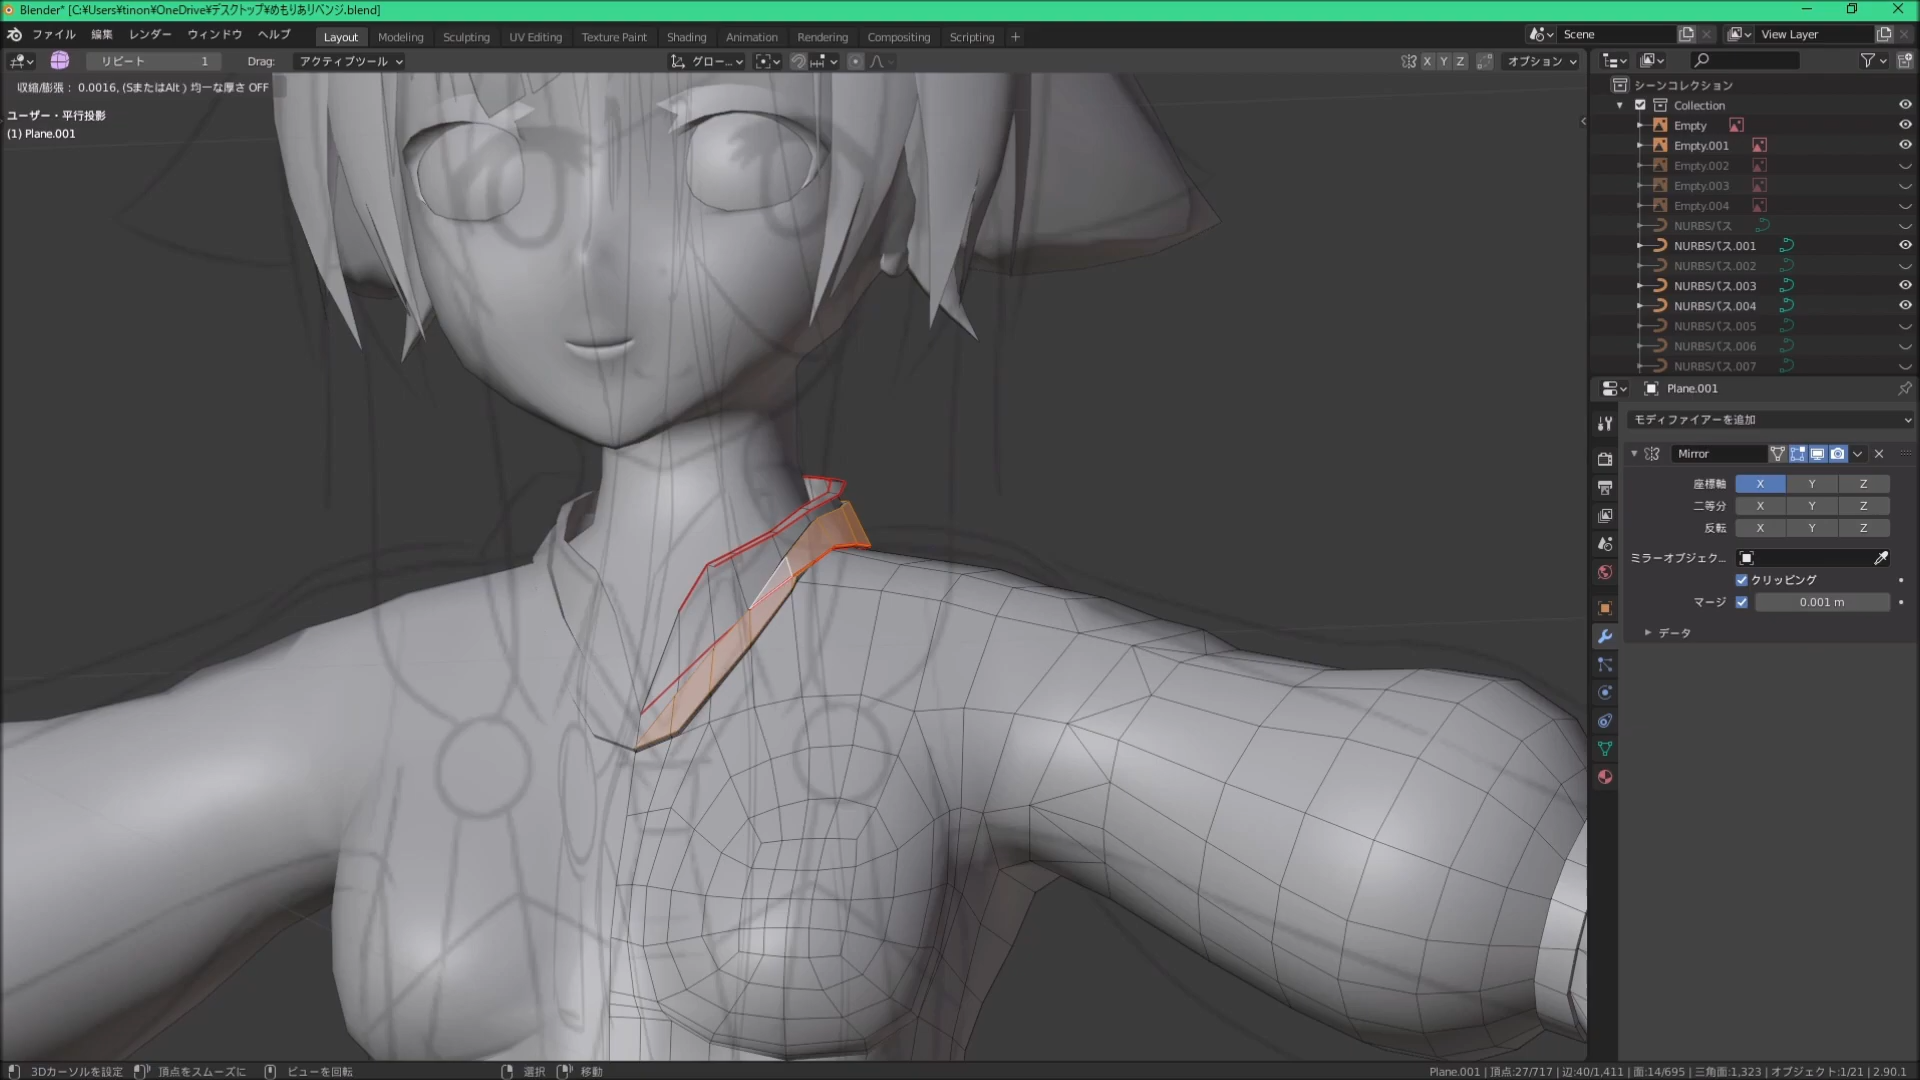 Blender* [C:¥Users¥tinon¥OneDrive¥デスクトップ¥めもりありベンジ.blend]
ファイル 編集 レンダー ウィンドウ ヘルプ Layout Modeling Sculpting UV Editing Texture Paint Shading Animation Rendering Compositing Scripting + Scene View Layer
リピート 1 Drag: アクティブツール グロー... X Y Z オプション
収縮/膨張： 0.0016, (SまたはAlt ) 均一な厚さ OFF
ユーザー・平行投影
(1) Plane.001
シーンコレクション
Collection
Empty
Empty.001
Empty.002
Empty.003
Empty.004
NURBSパス
NURBSパス.001
NURBSパス.002
NURBSパス.003
NURBSパス.004
NURBSパス.005
NURBSパス.006
NURBSパス.007
Plane.001
モディファイアーを追加
Mirror
座標軸 X Y Z
二等分 X Y Z
反転 X Y Z
ミラーオブジェク...
クリッピング
マージ 0.001 m
データ
3Dカーソルを設定 頂点をスムーズに ビューを回転 選択 移動 Plane.001 | 頂点:27/717 | 辺:40/1,411 | 面:14/695 | 三角面:1,323 | オブジェクト:1/21 | 2.90.1